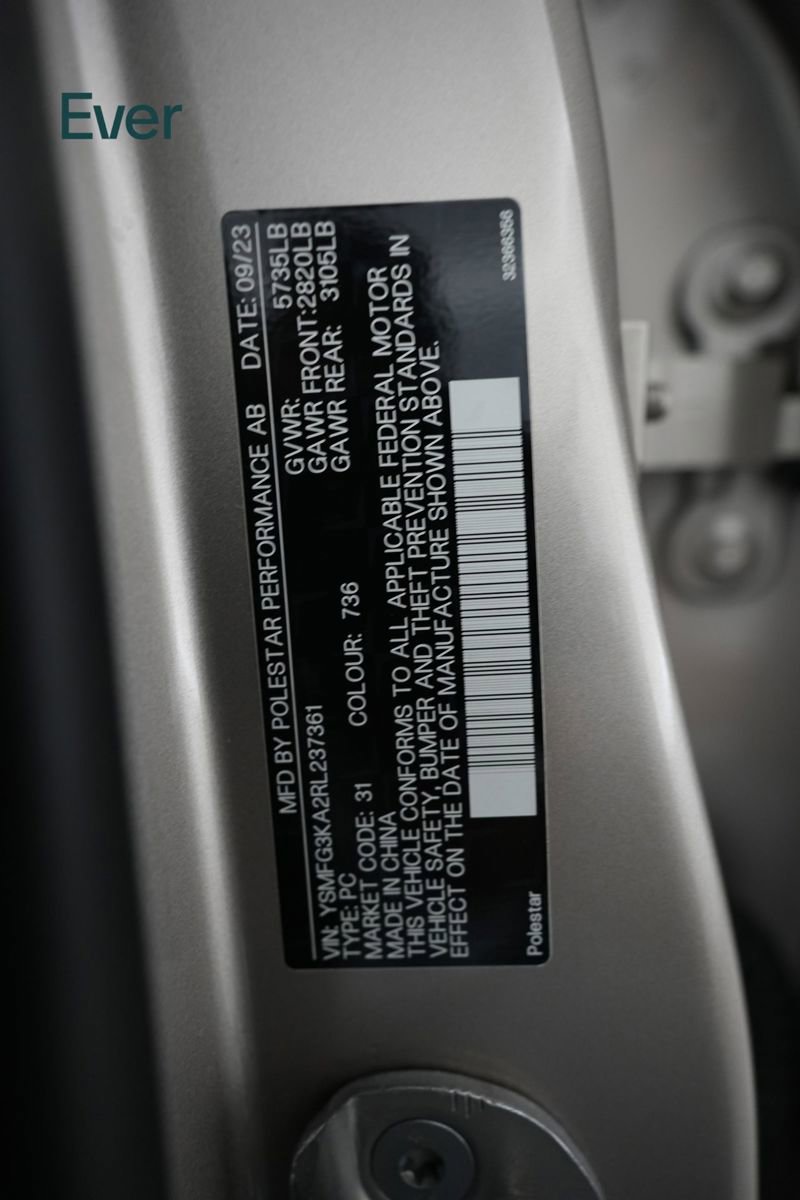 Ever
MFD BY POLESTAR PERFORMANCE AB DATE: 09/23
VIN: YSMFG3KA2RL237361 GVWR: 5735LB
TYPE: PC GAWR FRONT:2820LB
MARKET CODE: 31 COLOUR: 736 GAWR REAR: 3105LB
MADE IN CHINA
THIS VEHICLE CONFORMS TO ALL APPLICABLE FEDERAL MOTOR
VEHICLE SAFETY, BUMPER AND THEFT PREVENTION STANDARDS IN
EFFECT ON THE DATE OF MANUFACTURE SHOWN ABOVE.
Polestar 32366356